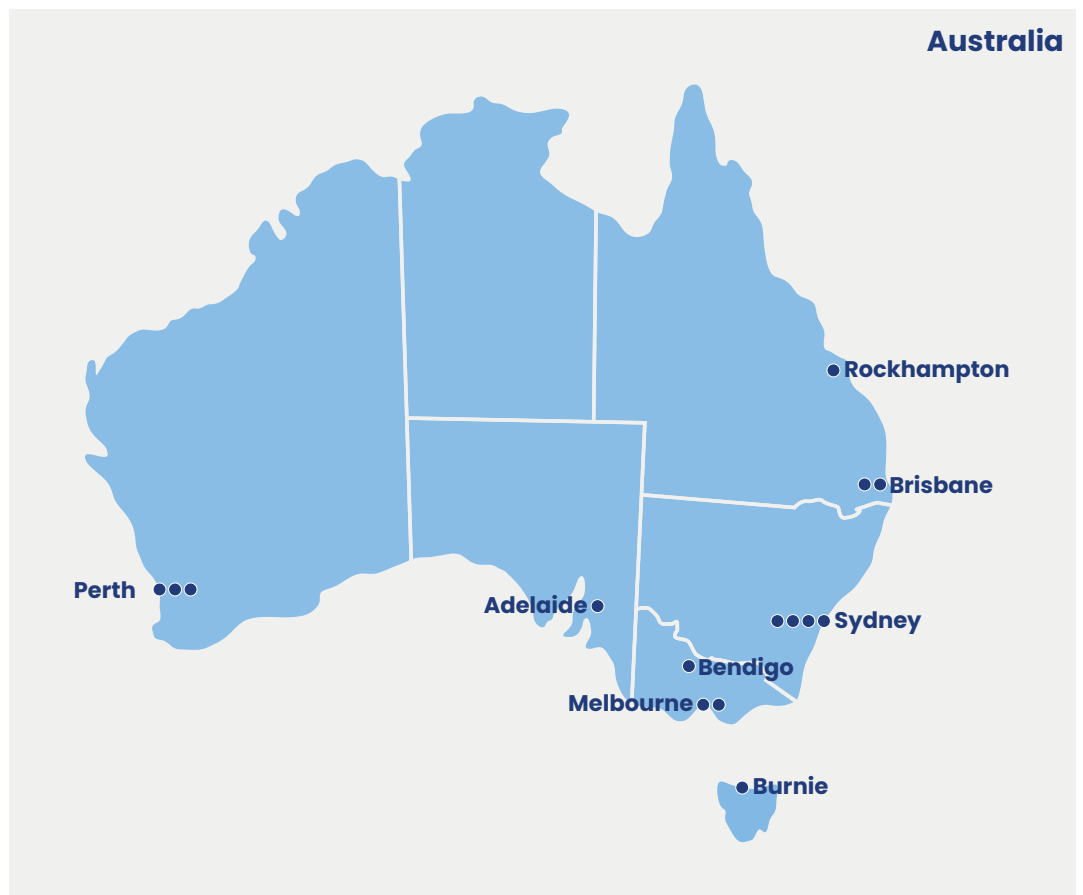 Australia
Rockhampton
Brisbane
Perth
Adelaide
Sydney
Bendigo
Melbourne
Burnie